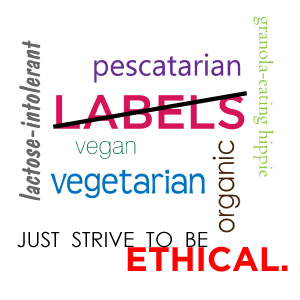 lactose-intolerant
pescatarian
granola-eating hippie
LABELS
vegan
vegetarian
organic
JUST STRIVE TO BE
ETHICAL.